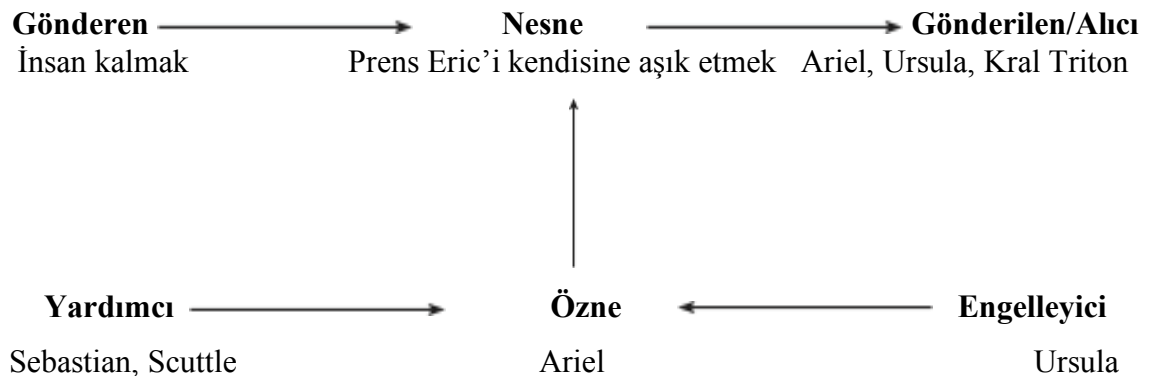 Gönderen Nesne Gönderilen/Alıcı
İnsan kalmak Prens Eric’i kendisine aşık etmek Ariel, Ursula, Kral Triton
Yardımcı Özne Engelleyici
Sebastian, Scuttle Ariel Ursula